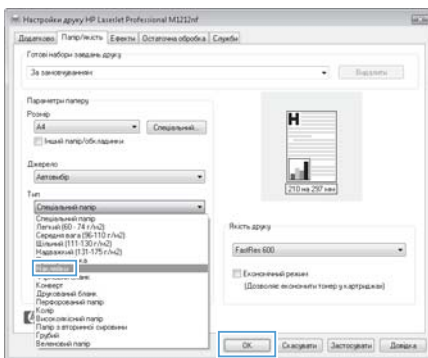 Настройки друку HP LaserJet Professional M1212nf
Додатково Папір/якість Ефекти Остаточна обробка Служби
Готові набори завдань друку
За замовчуванням
Видалити
Параметри паперу
Розмір
A4
Спеціальний...
Інший папір/обкладинки
Джерело
Автовибір
Тип
Спеціальний папір
Спеціальний папір
Легкий (60 - 74 г/м2)
Середня вага (96-110 г/м2)
Щільний (111-130 г/м2)
Надважкий (131-175 г/м2)
Наклейки
Конверт
Друкований бланк
Перфорований папір
Колір
Високоякісний папір
Папір з вторинної сировини
Грубий
Веленовий папір
210 на 297 мм
Якість друку
FastRes 600
Економічний режим
(Дозволяє економити тонер у картриджах)
OK Скасувати Застосувати Довідка